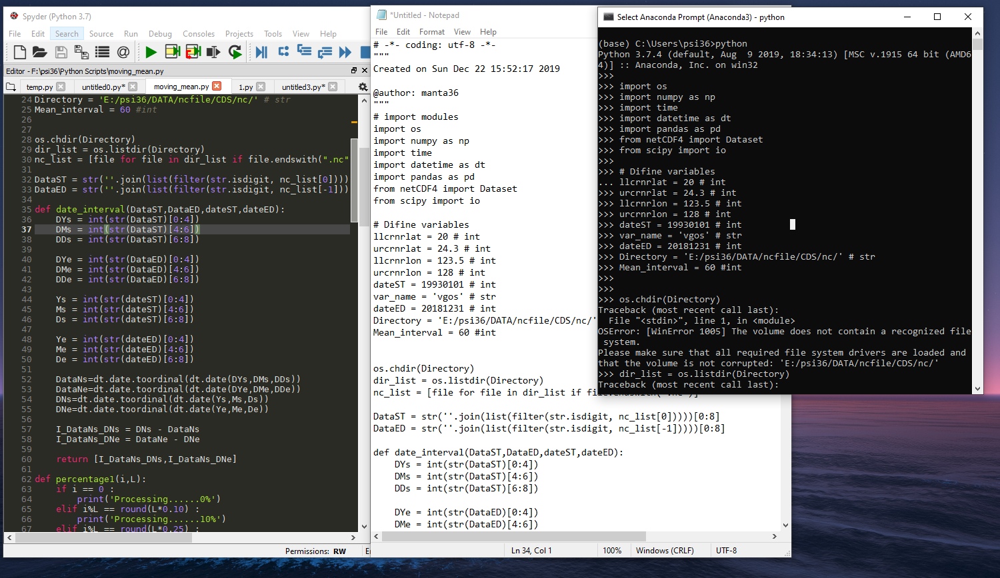 Spyder (Python 3.7)
File Edit Search Source Run Debug Consoles Projects Tools View Help
Editor - F:\psi36\Python Scripts\moving_mean.py
temp.py untitled0.py* moving_mean.py 1.py untitled3.py*
24 Directory = 'E:/psi36/DATA/ncfile/CDS/nc/' # str
25 Mean_interval = 60 #int
26
27
28 os.chdir(Directory)
29 dir_list = os.listdir(Directory)
30 nc_list = [file for file in dir_list if file.endswith(".nc"
31
32 DataST = str(''.join(list(filter(str.isdigit, nc_list[0]))))
33 DataED = str(''.join(list(filter(str.isdigit, nc_list[-1]))))
34
35 def date_interval(DataST,DataED,dateST,dateED):
36 DYs = int(str(DataST)[0:4])
37 DMs = int(str(DataST)[4:6])
38 DDs = int(str(DataST)[6:8])
39
40 DYe = int(str(DataED)[0:4])
41 DMe = int(str(DataED)[4:6])
42 DDe = int(str(DataED)[6:8])
43
44 Ys = int(str(dateST)[0:4])
45 Ms = int(str(dateST)[4:6])
46 Ds = int(str(dateST)[6:8])
47
48 Ye = int(str(dateED)[0:4])
49 Me = int(str(dateED)[4:6])
50 De = int(str(dateED)[6:8])
51
52 DataNs=dt.date.toordinal(dt.date(DYs,DMs,DDs))
53 DataNe=dt.date.toordinal(dt.date(DYe,DMe,DDe))
54 DNs=dt.date.toordinal(dt.date(Ys,Ms,Ds))
55 DNe=dt.date.toordinal(dt.date(Ye,Me,De))
56
57 I_DataNs_DNs = DNs - DataNs
58 I_DataNs_DNe = DataNe - DNe
59
60 return [I_DataNs_DNs,I_DataNs_DNe]
61
62 def percentage1(i,L):
63 if i == 0 :
64 print('Processing......0%')
65 elif i%L == round(L*0.10) :
66 print('Processing......10%')
67 elif i%L == round(L*0.25) :
Permissions: RW
*Untitled - Notepad
File Edit Format View Help
# -*- coding: utf-8 -*-
"""
Created on Sun Dec 22 15:52:17 2019
@author: manta36
"""
# import modules
import os
import numpy as np
import time
import datetime as dt
import pandas as pd
from netCDF4 import Dataset
from scipy import io
# Difine variables
llcrnrlat = 20 # int
urcrnrlat = 24.3 # int
llcrnrlon = 123.5 # int
urcrnrlon = 128 # int
dateST = 19930101 # int
var_name = 'vgos' # str
dateED = 20181231 # int
Directory = 'E:/psi36/DATA/ncfile/CDS/nc/'
Mean_interval = 60 #int
os.chdir(Directory)
dir_list = os.listdir(Directory)
nc_list = [file for file in dir_list if file.endswith(".nc")]
DataST = str(''.join(list(filter(str.isdigit, nc_list[0]))))[0:8]
DataED = str(''.join(list(filter(str.isdigit, nc_list[-1]))))[0:8]
def date_interval(DataST,DataED,dateST,dateED):
DYs = int(str(DataST)[0:4])
DMs = int(str(DataST)[4:6])
DDs = int(str(DataST)[6:8])
DYe = int(str(DataED)[0:4])
DMe = int(str(DataED)[4:6])
Ln 34, Col 1 100% Windows (CRLF) UTF-8
Select Anaconda Prompt (Anaconda3) - python
(base) C:\Users\psi36>python
Python 3.7.4 (default, Aug 9 2019, 18:34:13) [MSC v.1915 64 bit (AMD6
4)] :: Anaconda, Inc. on win32
>>>
>>> import os
>>> import numpy as np
>>> import time
>>> import datetime as dt
>>> import pandas as pd
>>> from netCDF4 import Dataset
>>> from scipy import io
>>>
>>> # Difine variables
... llcrnrlat = 20 # int
>>> urcrnrlat = 24.3 # int
>>> llcrnrlon = 123.5 # int
>>> urcrnrlon = 128 # int
>>> dateST = 19930101 # int
>>> var_name = 'vgos' # str
>>> dateED = 20181231 # int
>>> Directory = 'E:/psi36/DATA/ncfile/CDS/nc/' # str
>>> Mean_interval = 60 #int
>>>
>>>
>>> os.chdir(Directory)
Traceback (most recent call last):
File "<stdin>", line 1, in <module>
OSError: [WinError 1005] The volume does not contain a recognized file
system.
Please make sure that all required file system drivers are loaded and
that the volume is not corrupted: 'E:/psi36/DATA/ncfile/CDS/nc/'
>>> dir_list = os.listdir(Directory)
Traceback (most recent call last):